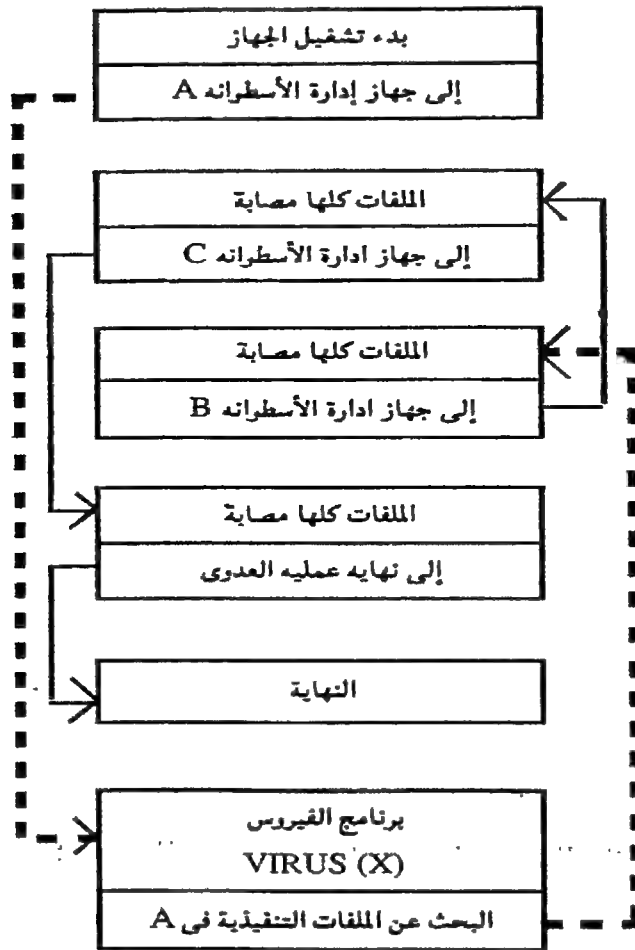 بدء تشغيل الجهاز
إلى جهاز إدارة الأسطوانه A
الملفات كلها مصابة
إلى جهاز ادارة الأسطوانه C
الملفات كلها مصابة
إلى جهاز ادارة الأسطوانه B
الملفات كلها مصابة
إلى نهايه عمليه العدوى
النهاية
برنامج الفيروس
VIRUS (X)
البحث عن الملفات التنفيذية فى A